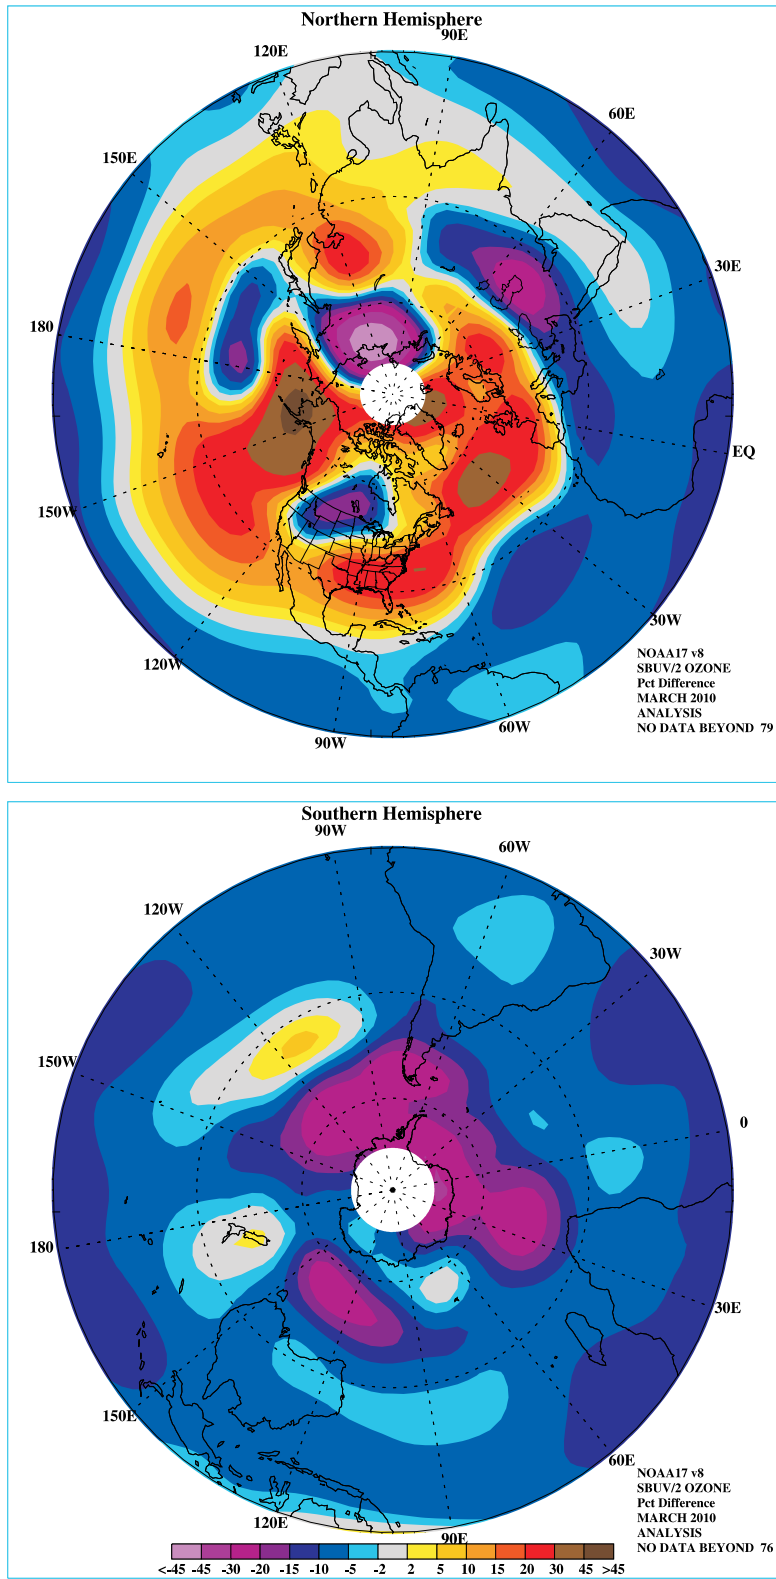 Northern Hemisphere
90E
120E
60E
150E
30E
180
EQ
150W
30W
120W
60W
90W
NOAA17 v8
SBUV/2 OZONE
Pct Difference
MARCH 2010
ANALYSIS
NO DATA BEYOND 79
Southern Hemisphere
90W
60W
120W
30W
150W
0
180
30E
150E
60E
120E
90E
NOAA17 v8
SBUV/2 OZONE
Pct Difference
MARCH 2010
ANALYSIS
NO DATA BEYOND 76
<-45 -45 -30 -20 -15 -10 -5 -2 2 5 10 15 20 30 45 >45